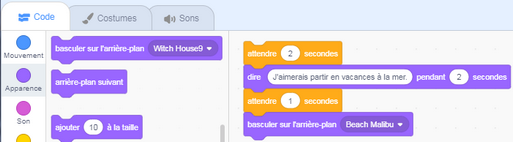 Code
Costumes
Sons
Mouvement
Apparence
Son
basculer sur l'arrière-plan Witch House9
arrière-plan suivant
ajouter 10 à la taille
attendre 2 secondes
dire J'aimerais partir en vacances à la mer. pendant 2 secondes
attendre 1 secondes
basculer sur l'arrière-plan Beach Malibu